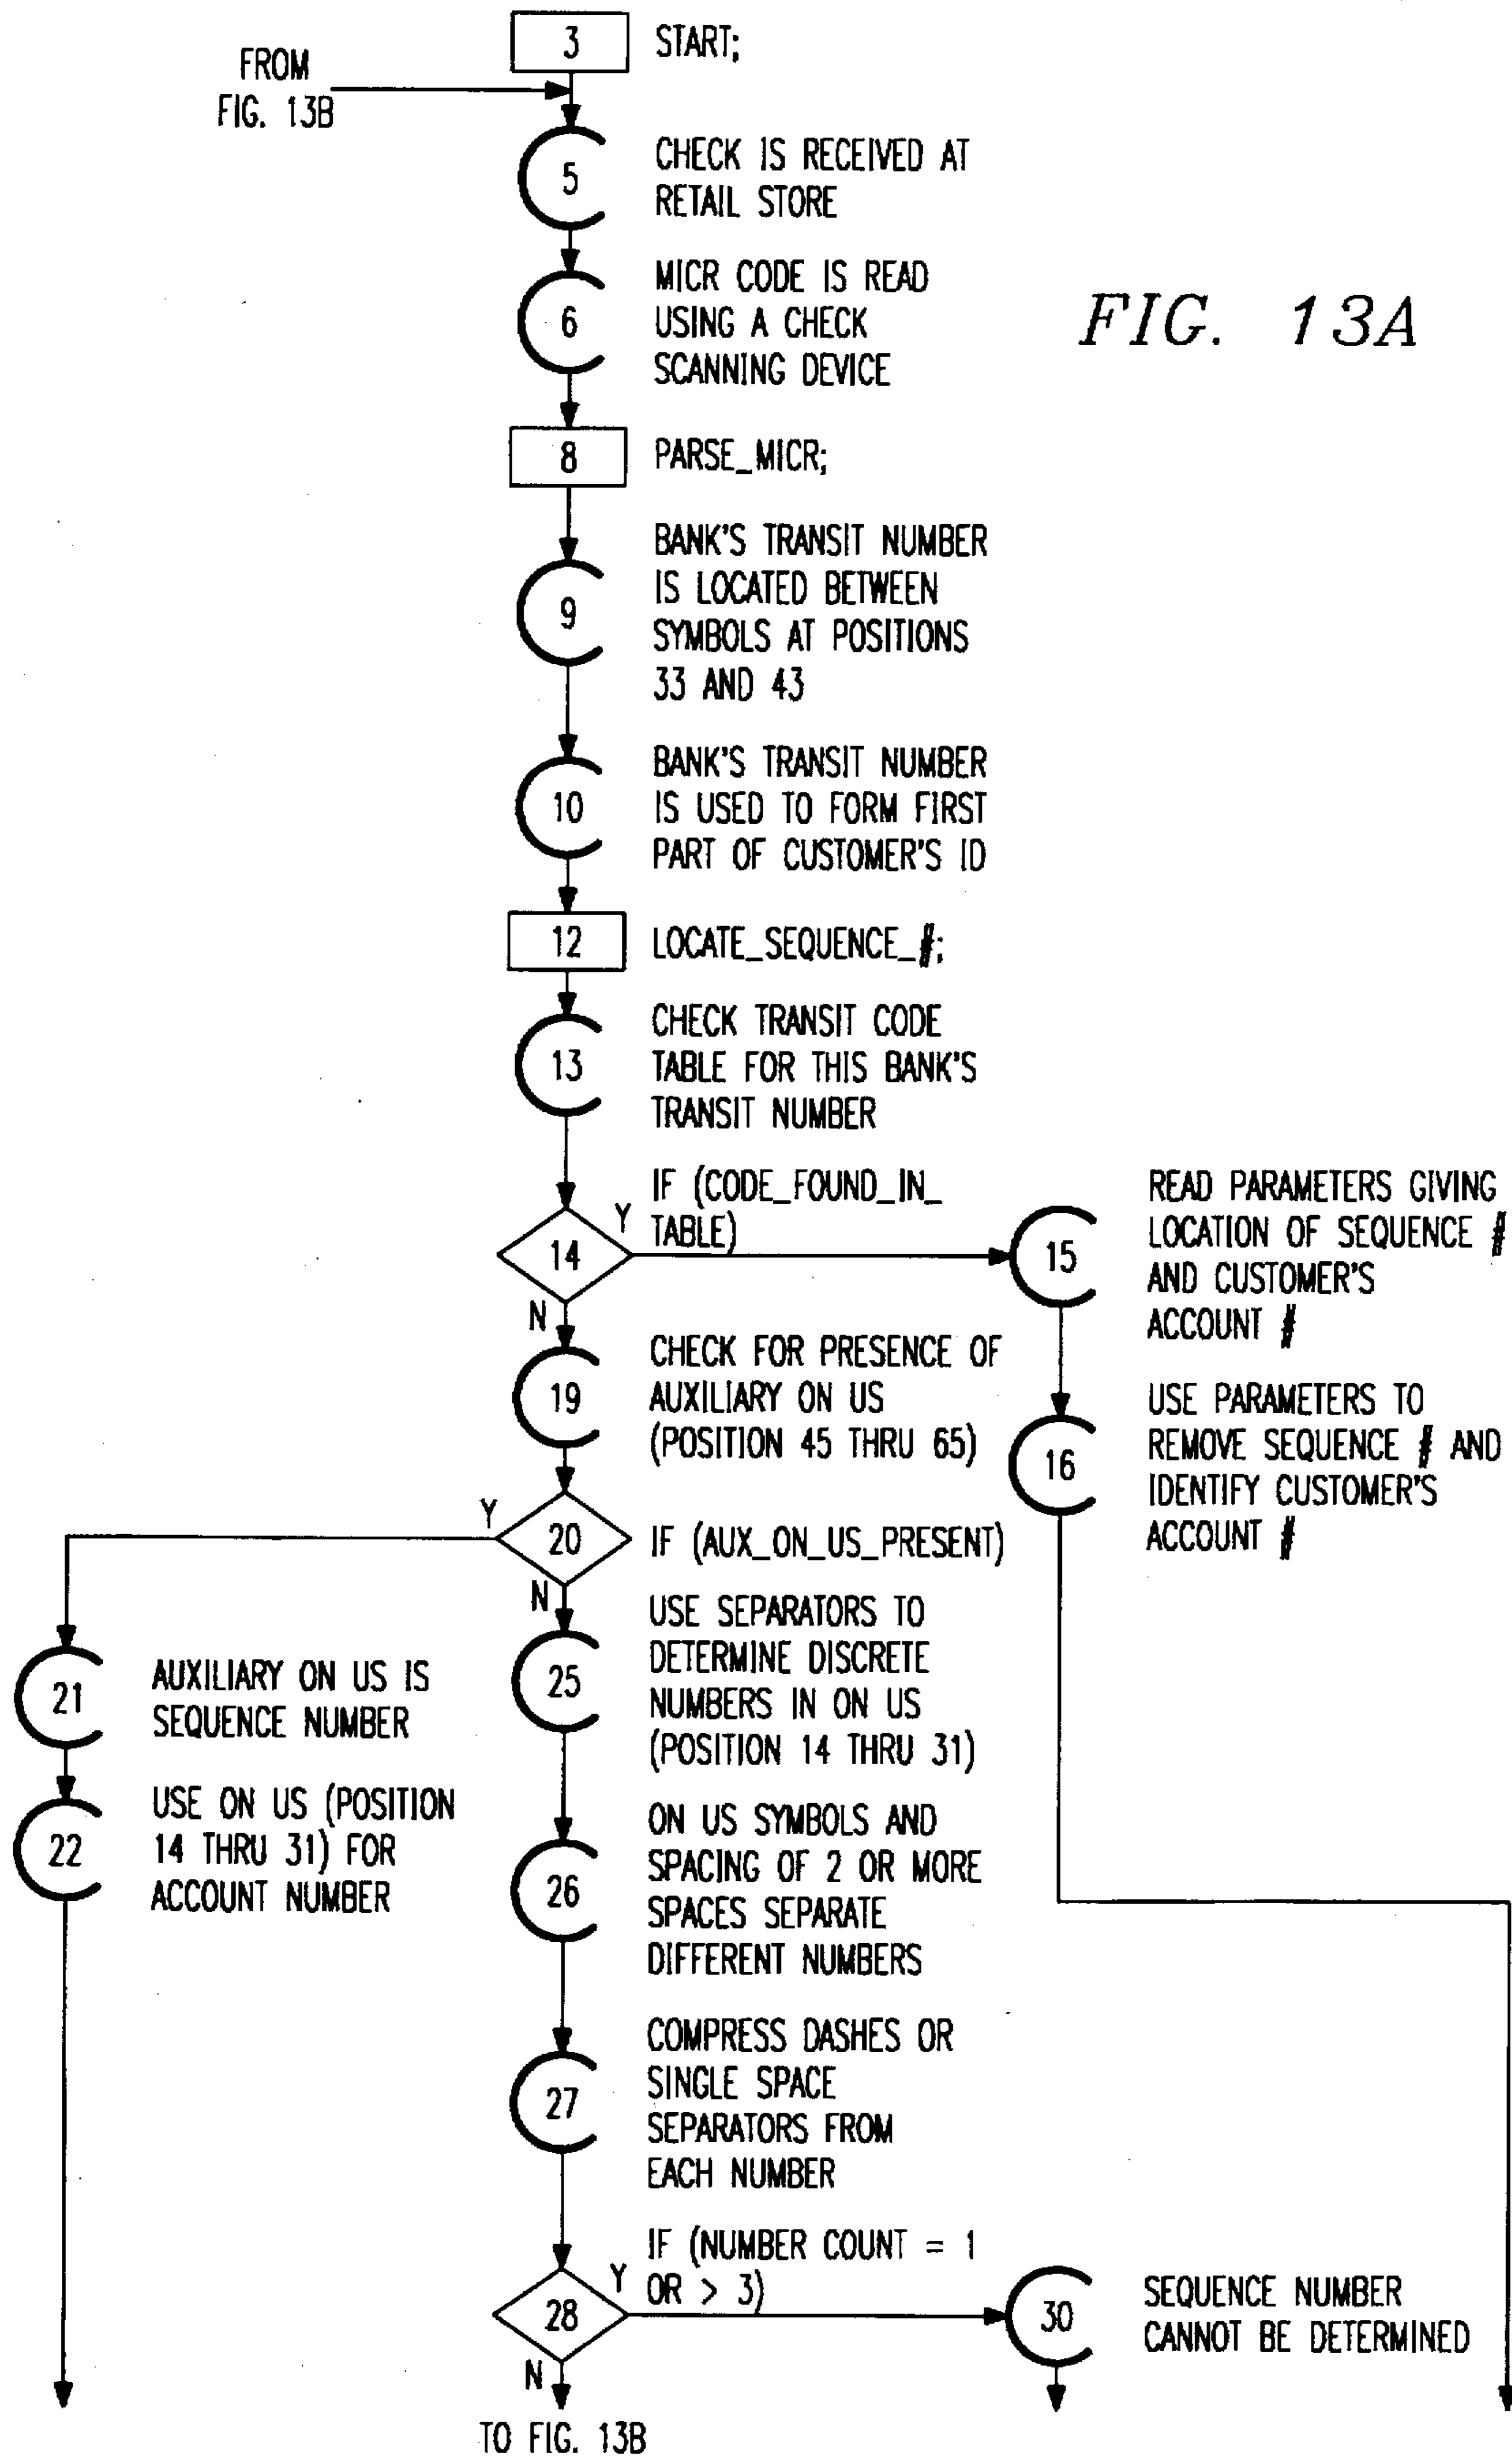 3 START;
FROM
FIG. 13B
5 CHECK IS RECEIVED AT
RETAIL STORE
MICR CODE IS READ
6 USING A CHECK
SCANNING DEVICE
FIG. 13A
8 PARSE_MICR;
BANK'S TRANSIT NUMBER
IS LOCATED BETWEEN
9 SYMBOLS AT POSITIONS
33 AND 43
BANK'S TRANSIT NUMBER
10 IS USED TO FORM FIRST
PART OF CUSTOMER'S ID
12 LOCATE_SEQUENCE_#;
CHECK TRANSIT CODE
13 TABLE FOR THIS BANK'S
TRANSIT NUMBER
IF (CODE_FOUND_IN_
Y TABLE)
14
N
READ PARAMETERS GIVING
15 LOCATION OF SEQUENCE #
AND CUSTOMER'S
ACCOUNT #
CHECK FOR PRESENCE OF
19 AUXILIARY ON US
(POSITION 45 THRU 65)
USE PARAMETERS TO
REMOVE SEQUENCE # AND
16 IDENTIFY CUSTOMER'S
ACCOUNT #
Y
20 IF (AUX_ON_US_PRESENT)
N
21 AUXILIARY ON US IS
SEQUENCE NUMBER
USE ON US (POSITION
22 14 THRU 31) FOR
ACCOUNT NUMBER
USE SEPARATORS TO
DETERMINE DISCRETE
25 NUMBERS IN ON US
(POSITION 14 THRU 31)
ON US SYMBOLS AND
SPACING OF 2 OR MORE
26 SPACES SEPARATE
DIFFERENT NUMBERS
COMPRESS DASHES OR
SINGLE SPACE
27 SEPARATORS FROM
EACH NUMBER
IF (NUMBER COUNT = 1
Y OR > 3)
28
N
30 SEQUENCE NUMBER
CANNOT BE DETERMINED
TO FIG. 13B